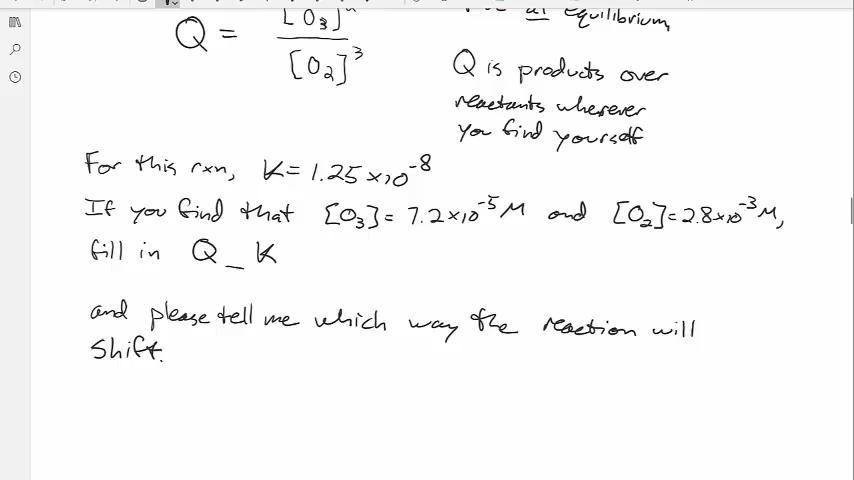 Q = [O3]
[O2]^3
at equilibrium,
Q is products over
reactants wherever
you find yourself
For this rxn, K = 1.25 x 10^-8
If you find that [O3] = 7.2 x 10^-5 M and [O2] = 2.8 x 10^-3 M,
fill in Q _ K
and please tell me which way the reaction will
shift.